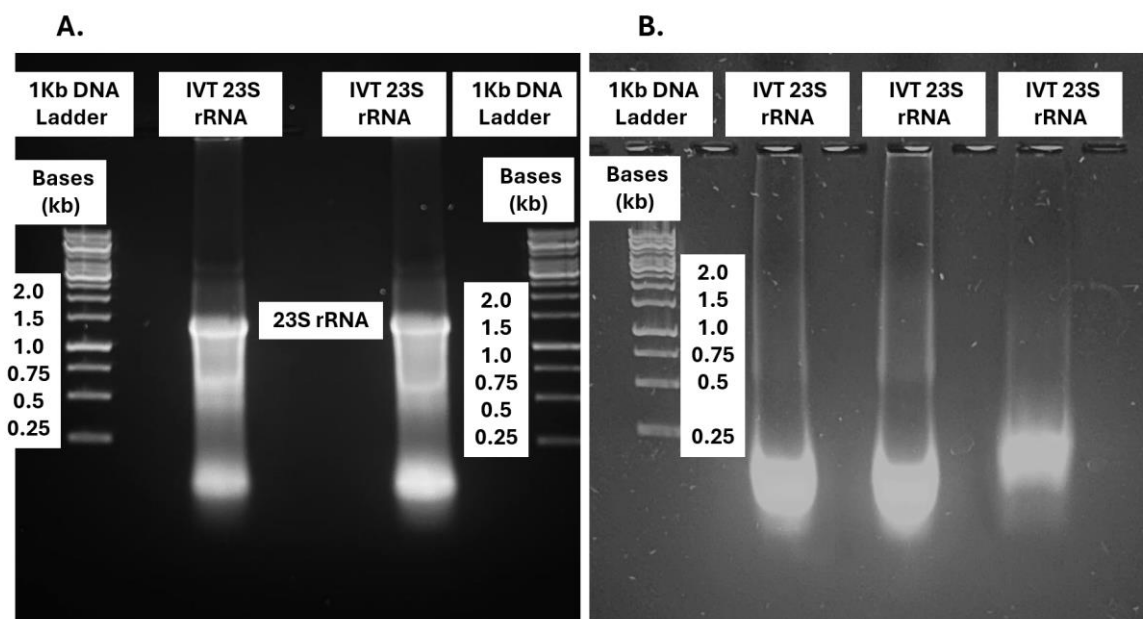 A.
1Kb DNA
Ladder
IVT 23S
rRNA
IVT 23S
rRNA
1Kb DNA
Ladder
Bases
(kb)
Bases
(kb)
2.0
1.5
1.0
0.75
0.5
0.25
23S rRNA
2.0
1.5
1.0
0.75
0.5
0.25
B.
1Kb DNA
Ladder
IVT 23S
rRNA
IVT 23S
rRNA
IVT 23S
rRNA
Bases
(kb)
2.0
1.5
1.0
0.75
0.5
0.25